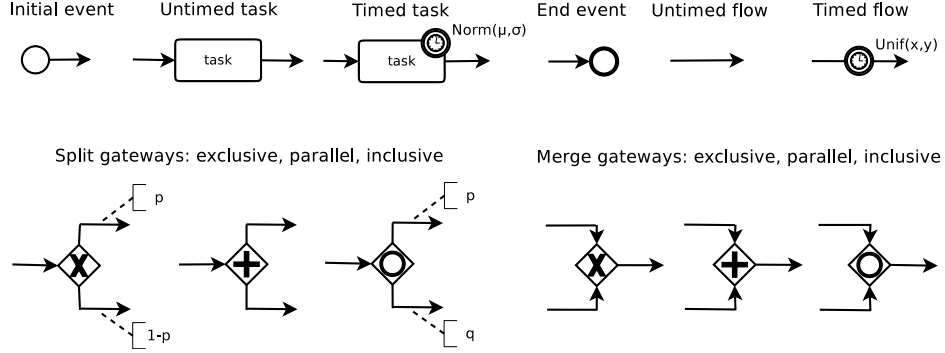 Initial event
Untimed task
Timed task
End event
Untimed flow
Timed flow
task
task
Norm(μ,σ)
Unif(x,y)
Split gateways: exclusive, parallel, inclusive
Merge gateways: exclusive, parallel, inclusive
p
p
1-p
q